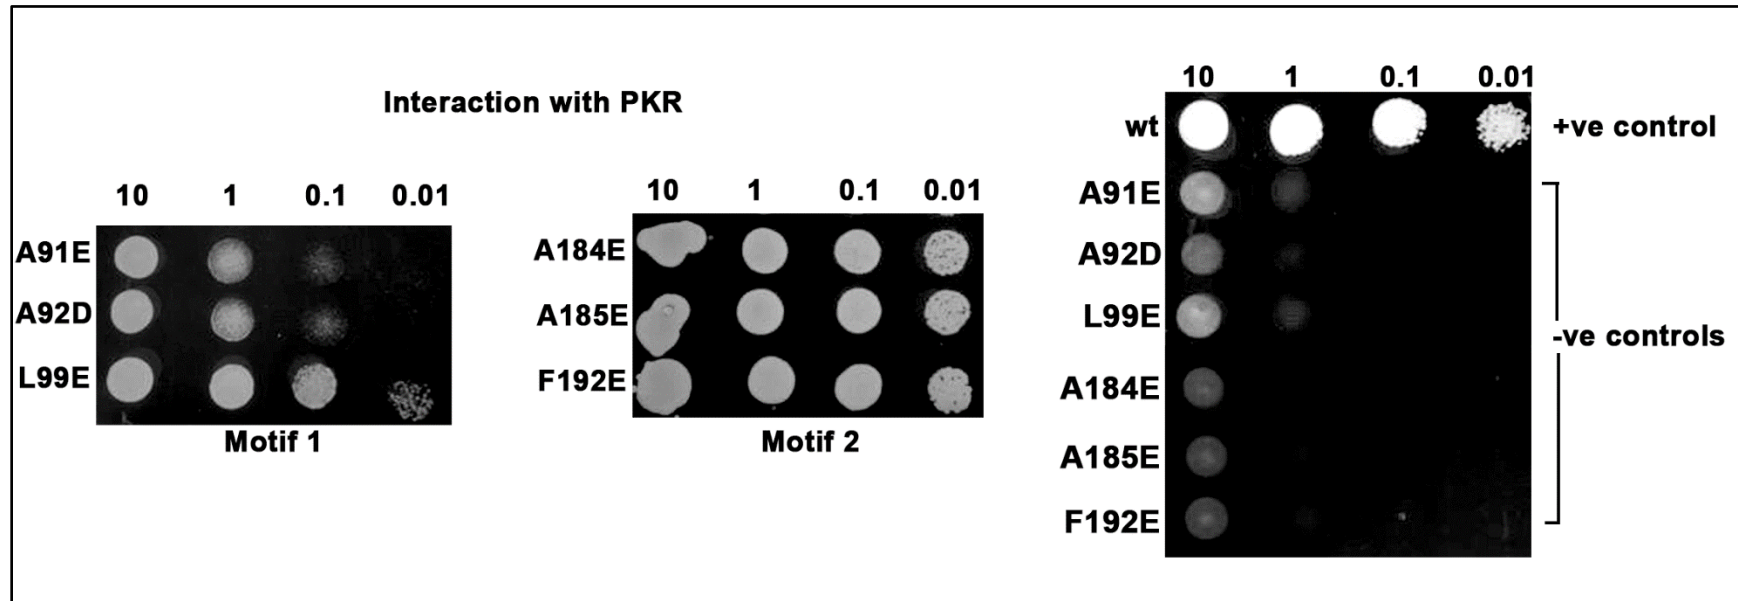 Interaction with PKR
10 1 0.1 0.01
A91E
A92D
L99E
Motif 1
10 1 0.1 0.01
A184E
A185E
F192E
Motif 2
10 1 0.1 0.01
wt +ve control
A91E
A92D
L99E
-ve controls
A184E
A185E
F192E